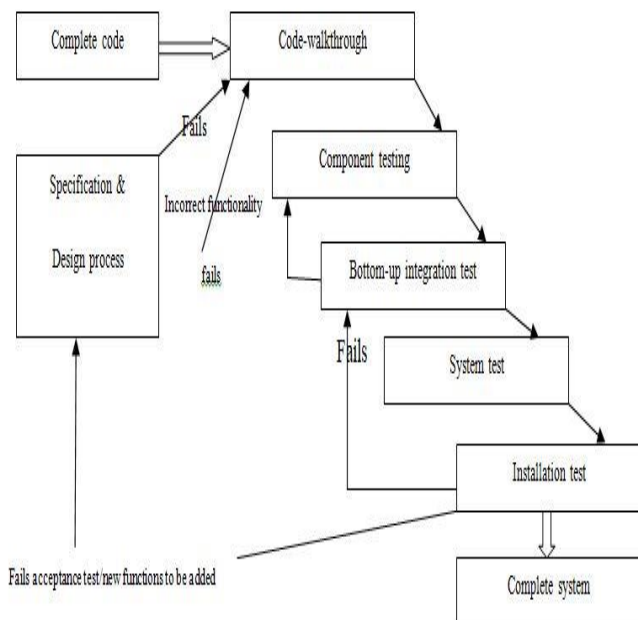 Complete code
Code-walkthrough
Fails
Component testing
Specification &
Design process
Incorrect functionality
fails
Bottom-up integration test
Fails
System test
Installation test
Fails acceptance test/new functions to be added
Complete system